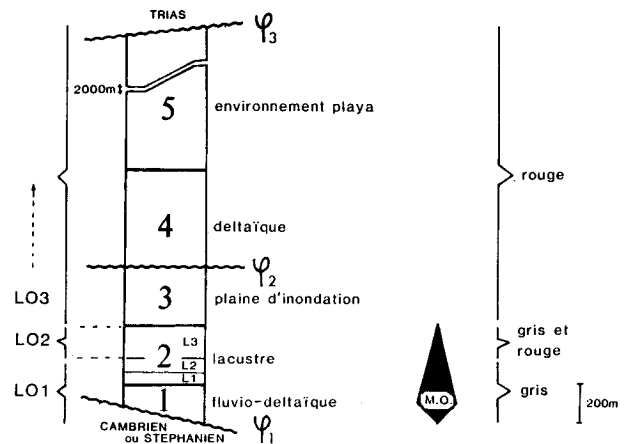 TRIAS
φ3
2000m
5 environnement playa
rouge
4 deltaïque
φ2
LO3
3 plaine d'inondation
LO2
L3
gris et
rouge
2 L2 lacustre
L1
LO1
1 fluvio-deltaïque
M.O.
gris
200m
CAMBRIEN
ou STEPHANIEN
φ1